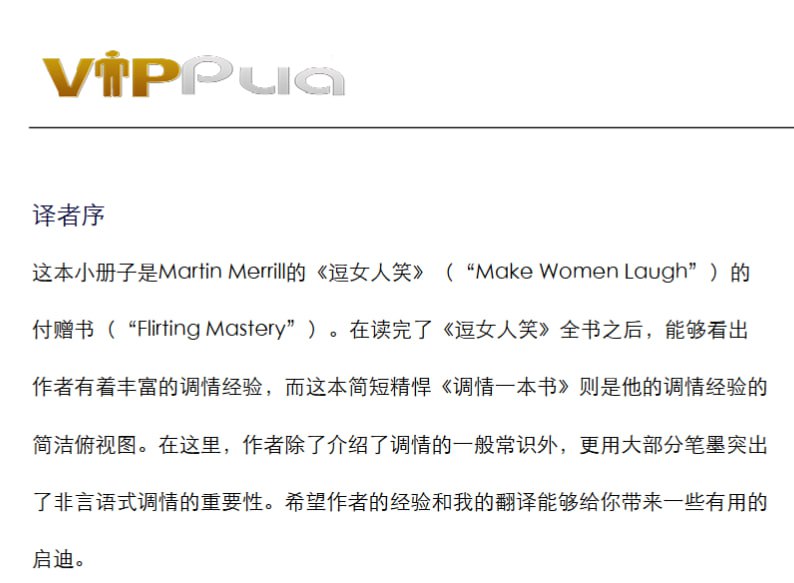 VIPPua
译者序
这本小册子是Martin Merrill的《逗女人笑》（“Make Women Laugh”）的
付赠书（“Flirting Mastery”）。在读完了《逗女人笑》全书之后，能够看出
作者有着丰富的调情经验，而这本简短精悍《调情一本书》则是他的调情经验的
简洁俯视图。在这里，作者除了介绍了调情的一般常识外，更用大部分笔墨突出
了非言语式调情的重要性。希望作者的经验和我的翻译能够给你带来一些有用的
启迪。